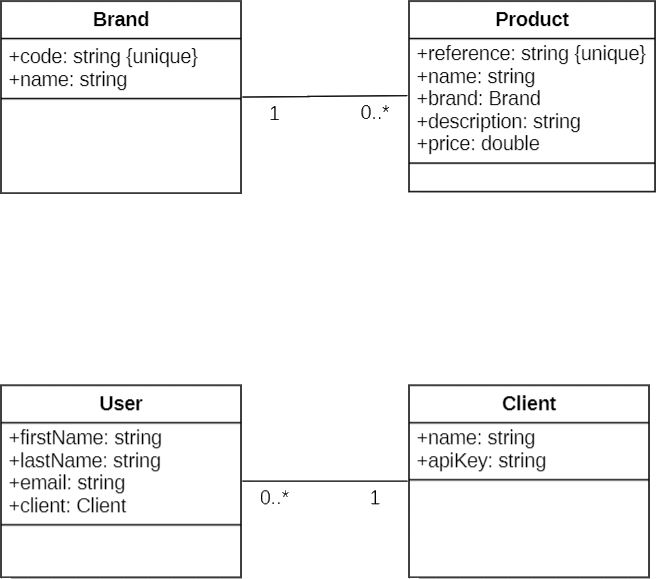 Brand
+code: string {unique}
+name: string
1
0..*
Product
+reference: string {unique}
+name: string
+brand: Brand
+description: string
+price: double
User
+firstName: string
+lastName: string
+email: string
+client: Client
0..*
1
Client
+name: string
+apiKey: string